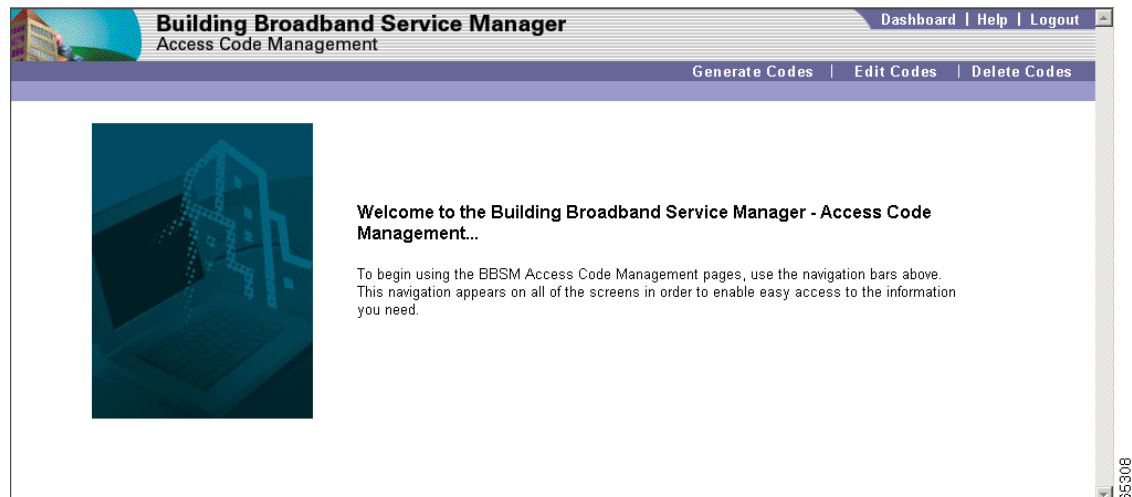 Building Broadband Service Manager
Access Code Management
Dashboard | Help | Logout
Generate Codes | Edit Codes | Delete Codes
Welcome to the Building Broadband Service Manager - Access Code
Management...
To begin using the BBSM Access Code Management pages, use the navigation bars above.
This navigation appears on all of the screens in order to enable easy access to the information
you need.